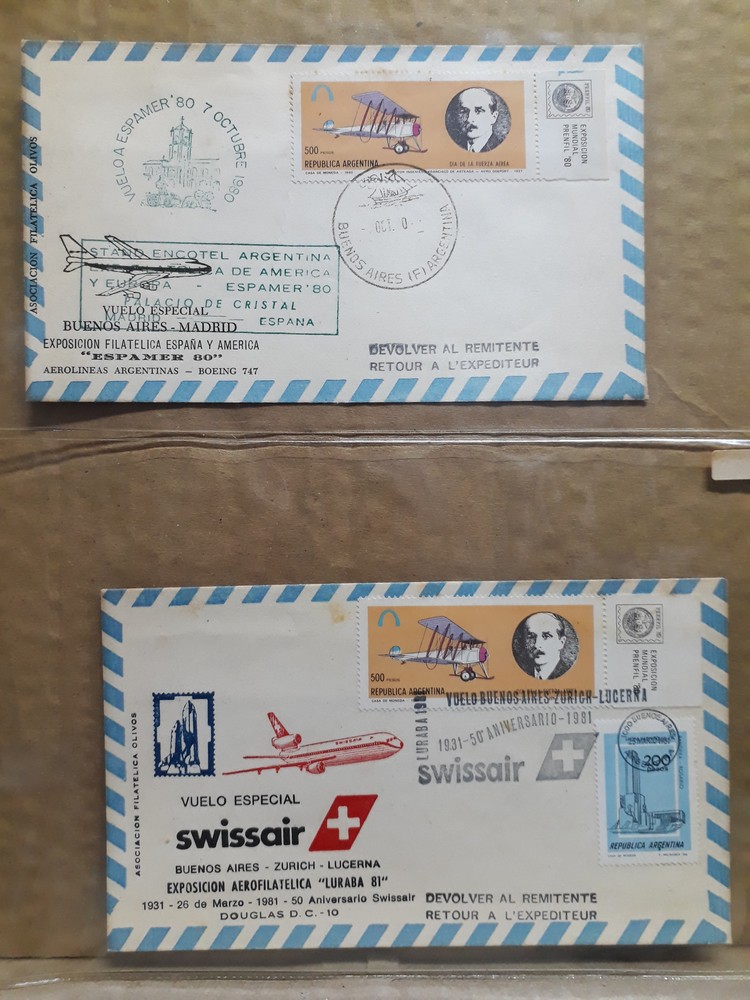 ASOCIACION FILATELICA OLIVOS
VUELO A ESPAMER'80 7 OCTUBRE 1980
500 PESOS
REPUBLICA ARGENTINA
DIA DE LA FUERZA AEREA
EXPOSICION
MUNDIAL
PRENFIL '80
OCT.
BUENOS AIRES (F) ARGENTINA
STAND ENCOTEL ARGENTINA
DE AMERICA
Y EUROPA - ESPAMER'80
PALACIO DE CRISTAL
MADRID ESPANA
VUELO ESPECIAL
BUENOS AIRES - MADRID
EXPOSICION FILATELICA ESPAÑA Y AMERICA
"ESPAMER 80"
AEROLINEAS ARGENTINAS - BOEING 747
DEVOLVER AL REMITENTE
RETOUR A L'EXPEDITEUR
ASOCIACION FILATELICA OLIVOS
500 PESOS
REPUBLICA ARGENTINA
EXPOSICION
MUNDIAL
PRENFIL '80
VUELO BUENOS AIRES-ZURICH-LUCERNA
1931-50° ANIVERSARIO-1981
swissair
200
PESOS
REPUBLICA ARGENTINA
VUELO ESPECIAL
swissair
BUENOS AIRES - ZURICH - LUCERNA
EXPOSICION AEROFILATELICA "LURABA 81"
1931 - 26 de Marzo - 1981 - 50 Aniversario Swissair
DOUGLAS D.C. - 10
DEVOLVER AL REMITENTE
RETOUR A L'EXPEDITEUR